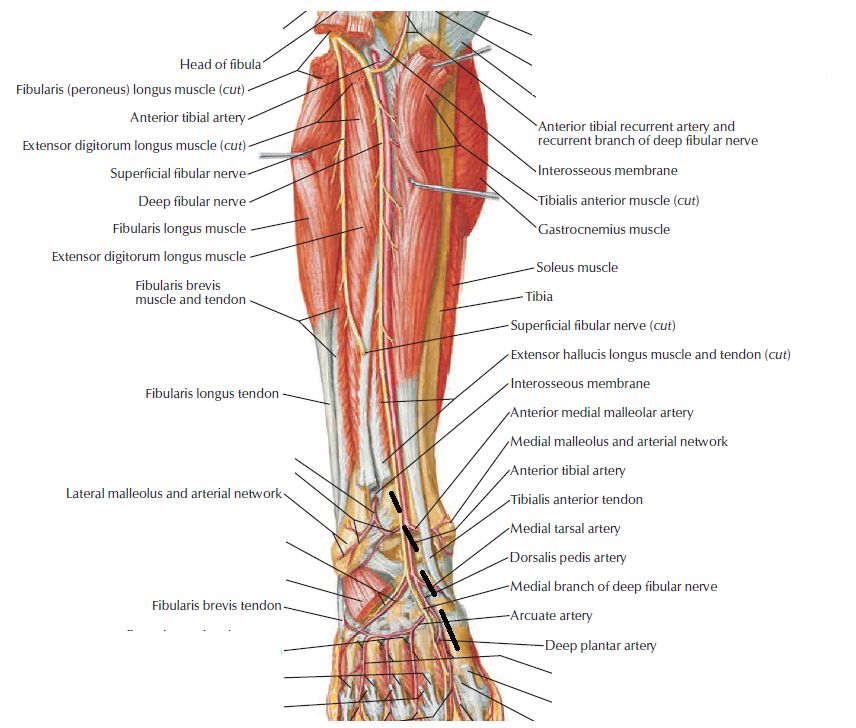 Head of fibula
Fibularis (peroneus) longus muscle (cut)
Anterior tibial artery
Extensor digitorum longus muscle (cut)
Superficial fibular nerve
Deep fibular nerve
Fibularis longus muscle
Extensor digitorum longus muscle
Fibularis brevis
muscle and tendon
Fibularis longus tendon
Lateral malleolus and arterial network
Fibularis brevis tendon
Anterior tibial recurrent artery and
recurrent branch of deep fibular nerve
Interosseous membrane
Tibialis anterior muscle (cut)
Gastrocnemius muscle
Soleus muscle
Tibia
Superficial fibular nerve (cut)
Extensor hallucis longus muscle and tendon (cut)
Interosseous membrane
Anterior medial malleolar artery
Medial malleolus and arterial network
Anterior tibial artery
Tibialis anterior tendon
Medial tarsal artery
Dorsalis pedis artery
Medial branch of deep fibular nerve
Arcuate artery
Deep plantar artery